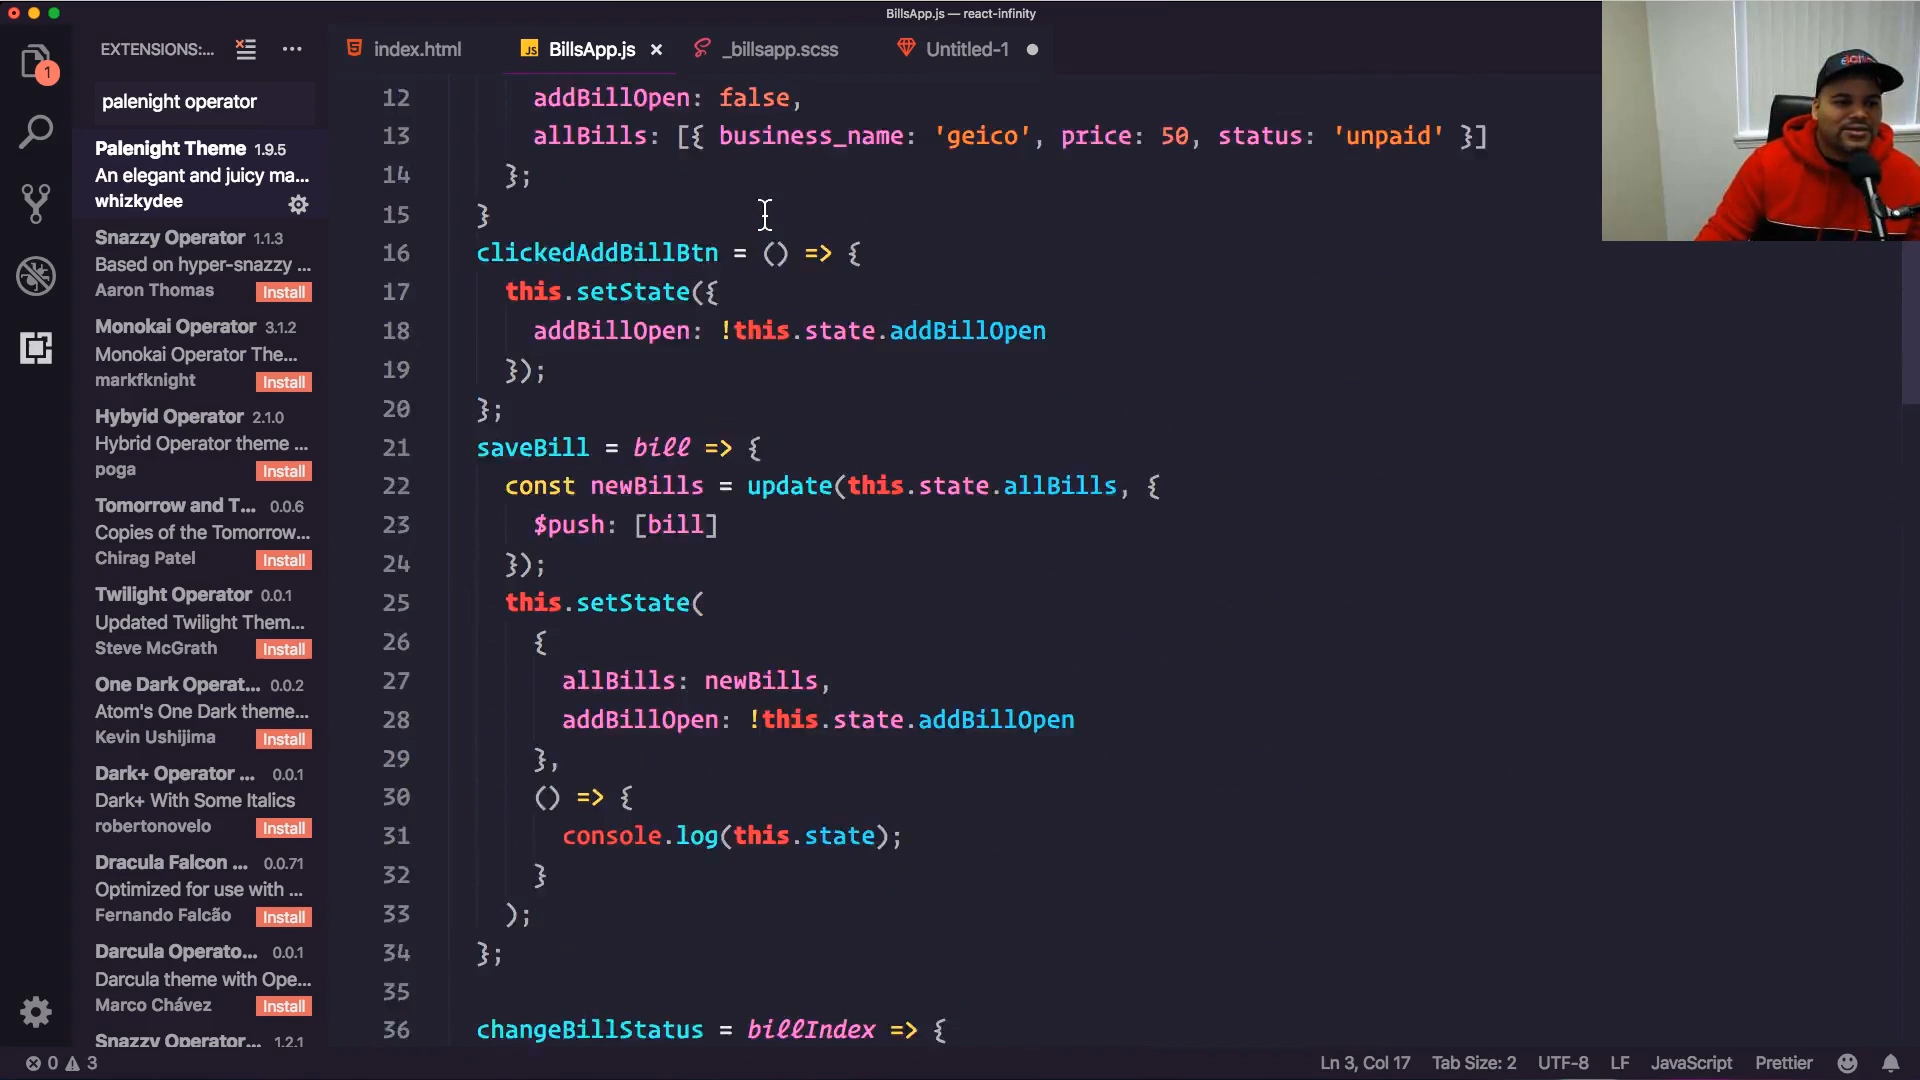 BillsApp.js — react-infinity
EXTENSIONS:...
index.html
JS BillsApp.js
_billsapp.scss
Untitled-1
1
palenight operator
Palenight Theme 1.9.5
An elegant and juicy ma...
whizkydee
Snazzy Operator 1.1.3
Based on hyper-snazzy ...
Aaron Thomas Install
Monokai Operator 3.1.2
Monokai Operator The...
markfknight Install
Hybyid Operator 2.1.0
Hybrid Operator theme ...
poga Install
Tomorrow and T... 0.0.6
Copies of the Tomorrow...
Chirag Patel Install
Twilight Operator 0.0.1
Updated Twilight Them...
Steve McGrath Install
One Dark Operat... 0.0.2
Atom's One Dark theme...
Kevin Ushijima Install
Dark+ Operator ... 0.0.1
Dark+ With Some Italics
robertonovelo Install
Dracula Falcon ... 0.0.71
Optimized for use with ...
Fernando Falcão Install
Darcula Operato... 0.0.1
Darcula theme with Ope...
Marco Chávez Install
Snazzy Operator... 1.2.1
12 addBillOpen: false,
13 allBills: [{ business_name: 'geico', price: 50, status: 'unpaid' }]
14 };
15 }
16 clickedAddBillBtn = () => {
17 this.setState({
18 addBillOpen: !this.state.addBillOpen
19 });
20 };
21 saveBill = bill => {
22 const newBills = update(this.state.allBills, {
23 $push: [bill]
24 });
25 this.setState(
26 {
27 allBills: newBills,
28 addBillOpen: !this.state.addBillOpen
29 },
30 () => {
31 console.log(this.state);
32 }
33 );
34 };
35
36 changeBillStatus = billIndex => {
0 3
Ln 3, Col 17 Tab Size: 2 UTF-8 LF JavaScript Prettier